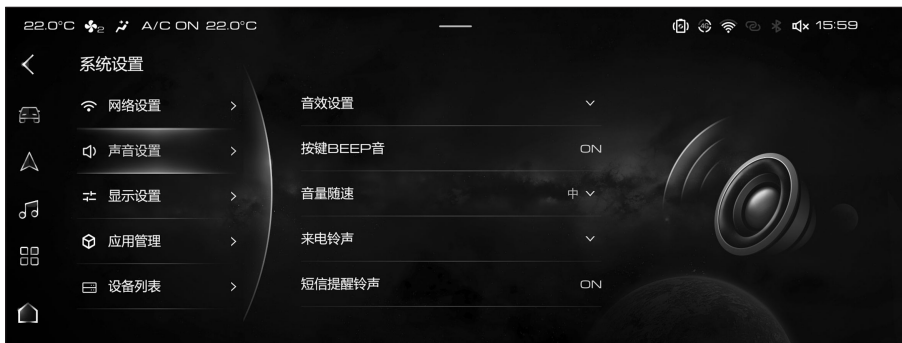 22.0°C 2 A/C ON 22.0°C 4G 15:59
系统设置
网络设置
声音设置
显示设置
应用管理
设备列表
音效设置
按键BEEP音 ON
音量随速 中
来电铃声
短信提醒铃声 ON